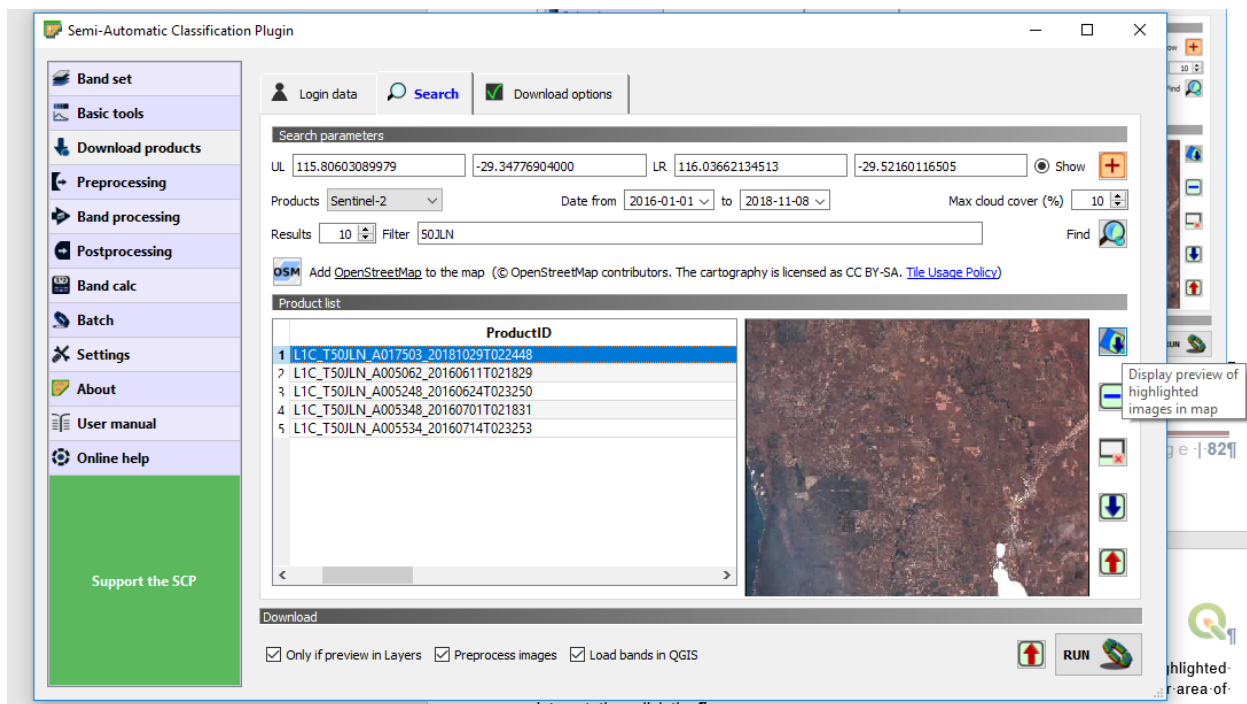 Semi-Automatic Classification Plugin
Band set
Basic tools
Download products
Preprocessing
Band processing
Postprocessing
Band calc
Batch
Settings
About
User manual
Online help
Support the SCP
Login data Search Download options
Search parameters
UL 115.80603089979 -29.34776904000 LR 116.03662134513 -29.52160116505 Show
Products Sentinel-2 Date from 2016-01-01 to 2018-11-08 Max cloud cover (%) 10
Results 10 Filter 50JLN Find
OSM Add OpenStreetMap to the map (© OpenStreetMap contributors. The cartography is licensed as CC BY-SA. Tile Usage Policy)
Product list
ProductID
1 L1C_T50JLN_A017503_20181029T022448
2 L1C_T50JLN_A005062_20160611T021829
3 L1C_T50JLN_A005248_20160624T023250
4 L1C_T50JLN_A005348_20160701T021831
5 L1C_T50JLN_A005534_20160714T023253
Display preview of
highlighted
images in map
Download
Only if preview in Layers Preprocess images Load bands in QGIS RUN
10
g e | 82¶
hlighted
r area of